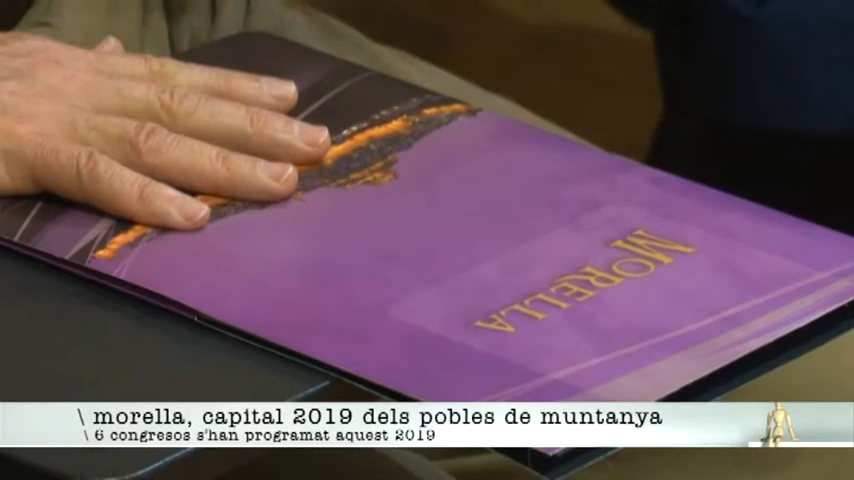 MORELLA
\ morella, capital 2019 dels pobles de muntanya
\ 6 congresos s'han programat aquest 2019